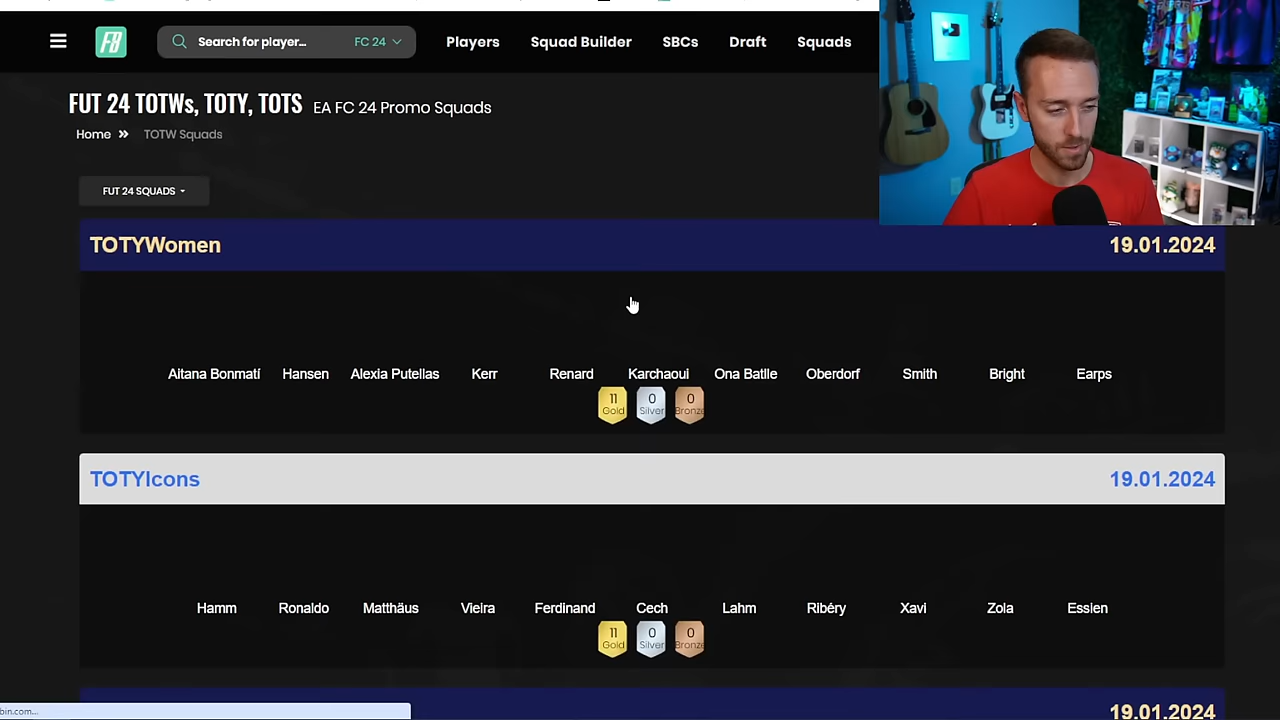 FB
Search for player...
FC 24
Players
Squad Builder
SBCs
Draft
Squads
FUT 24 TOTWs, TOTY, TOTS
EA FC 24 Promo Squads
Home
TOTW Squads
FUT 24 SQUADS
TOTYWomen
19.01.2024
Aitana Bonmatí
Hansen
Alexia Putellas
Kerr
Renard
Karchaoui
Ona Batlle
Oberdorf
Smith
Bright
Earps
11
Gold
0
Silver
0
Bronze
TOTYIcons
19.01.2024
Hamm
Ronaldo
Matthäus
Vieira
Ferdinand
Cech
Lahm
Ribéry
Xavi
Zola
Essien
11
Gold
0
Silver
0
Bronze
19.01.2024
bin.com...